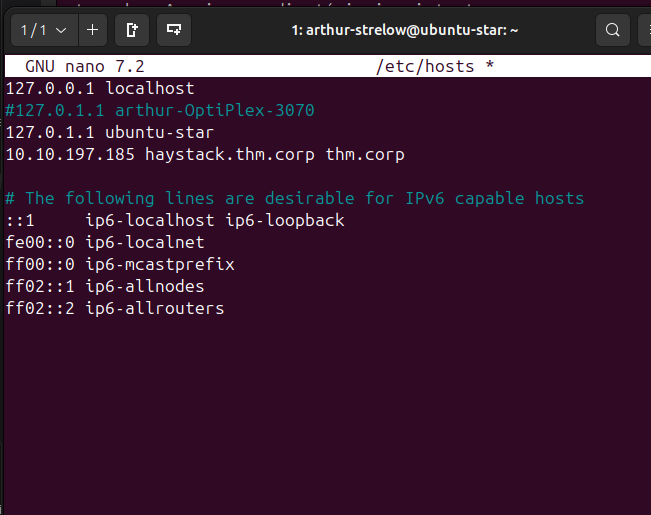 1 / 1
1: arthur-strelow@ubuntu-star: ~
GNU nano 7.2 /etc/hosts *
127.0.0.1 localhost
#127.0.1.1 arthur-OptiPlex-3070
127.0.1.1 ubuntu-star
10.10.197.185 haystack.thm.corp thm.corp
# The following lines are desirable for IPv6 capable hosts
::1     ip6-localhost ip6-loopback
fe00::0 ip6-localnet
ff00::0 ip6-mcastprefix
ff02::1 ip6-allnodes
ff02::2 ip6-allrouters